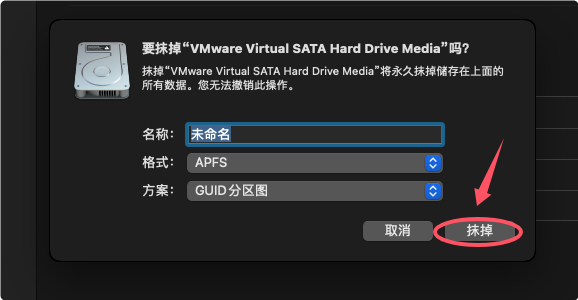 要抹掉“VMware Virtual SATA Hard Drive Media”吗?
抹掉“VMware Virtual SATA Hard Drive Media”将永久抹掉储存在上面的
所有数据。您无法撤销此操作。
名称： 未命名
格式： APFS
方案： GUID分区图
取消 抹掉